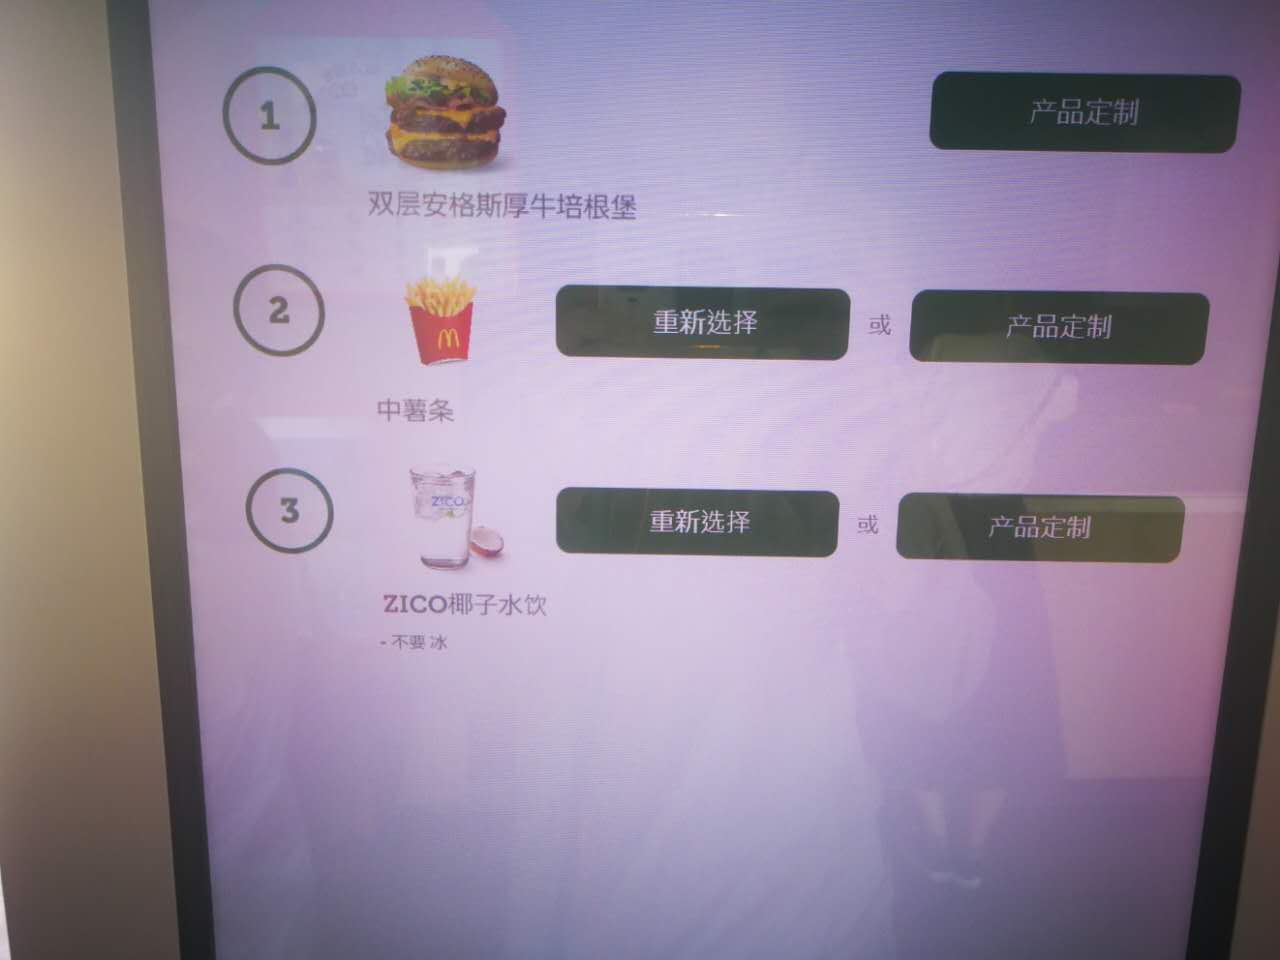 1
产品定制
双层安格斯厚牛培根堡
2
重新选择 或 产品定制
中薯条
3
ZICO
重新选择 或 产品定制
ZICO椰子水饮
- 不要 冰